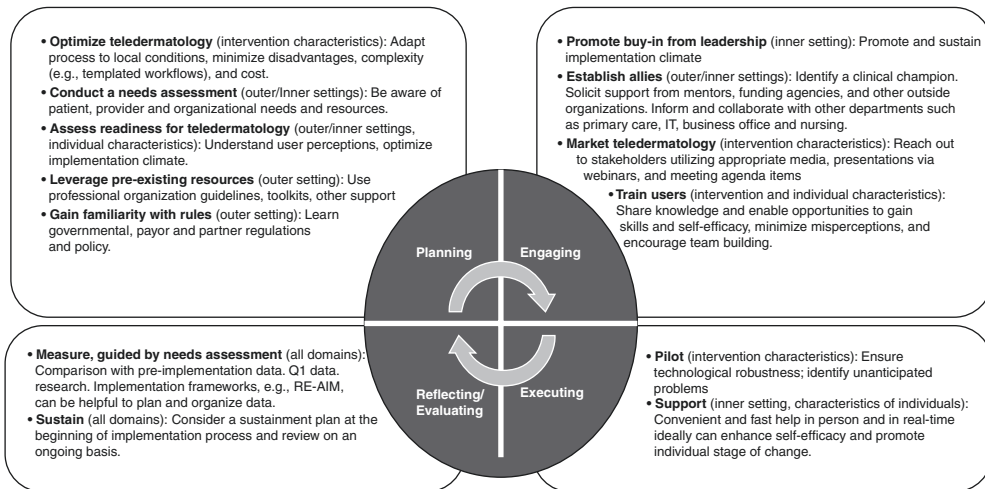 • Optimize teledermatology (intervention characteristics): Adapt
process to local conditions, minimize disadvantages, complexity
(e.g., templated workflows), and cost.
• Conduct a needs assessment (outer/Inner settings): Be aware of
patient, provider and organizational needs and resources.
• Assess readiness for teledermatology (outer/inner settings,
individual characteristics): Understand user perceptions, optimize
implementation climate.
• Leverage pre-existing resources (outer setting): Use
professional organization guidelines, toolkits, other support
• Gain familiarity with rules (outer setting): Learn
governmental, payor and partner regulations
and policy.
• Promote buy-in from leadership (inner setting): Promote and sustain
implementation climate
• Establish allies (outer/inner settings): Identify a clinical champion.
Solicit support from mentors, funding agencies, and other outside
organizations. Inform and collaborate with other departments such
as primary care, IT, business office and nursing.
• Market teledermatology (intervention characteristics): Reach out
to stakeholders utilizing appropriate media, presentations via
webinars, and meeting agenda items
• Train users (intervention and individual characteristics):
Share knowledge and enable opportunities to gain
skills and self-efficacy, minimize misperceptions, and
encourage team building.
Planning
Engaging
Reflecting/
Evaluating
Executing
• Measure, guided by needs assessment (all domains):
Comparison with pre-implementation data. Q1 data.
research. Implementation frameworks, e.g., RE-AIM,
can be helpful to plan and organize data.
• Sustain (all domains): Consider a sustainment plan at the
beginning of implementation process and review on an
ongoing basis.
• Pilot (intervention characteristics): Ensure
technological robustness; identify unanticipated
problems
• Support (inner setting, characteristics of individuals):
Convenient and fast help in person and in real-time
ideally can enhance self-efficacy and promote
individual stage of change.